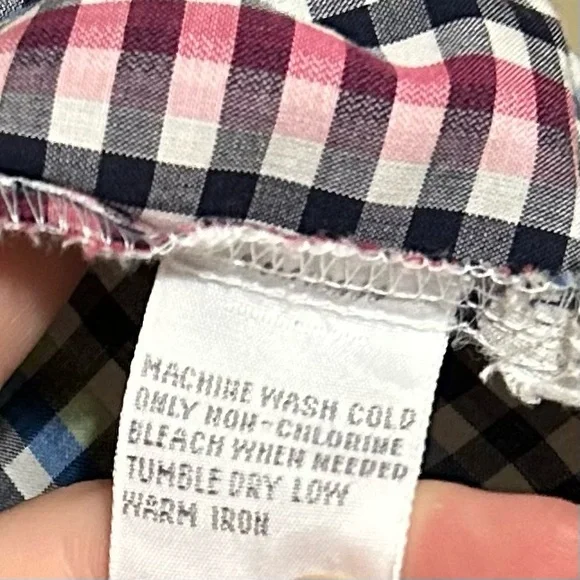 MACHINE WASH COLD
ONLY NON-CHLORINE
BLEACH WHEN NEEDED
TUMBLE DRY LOW
WARM IRON